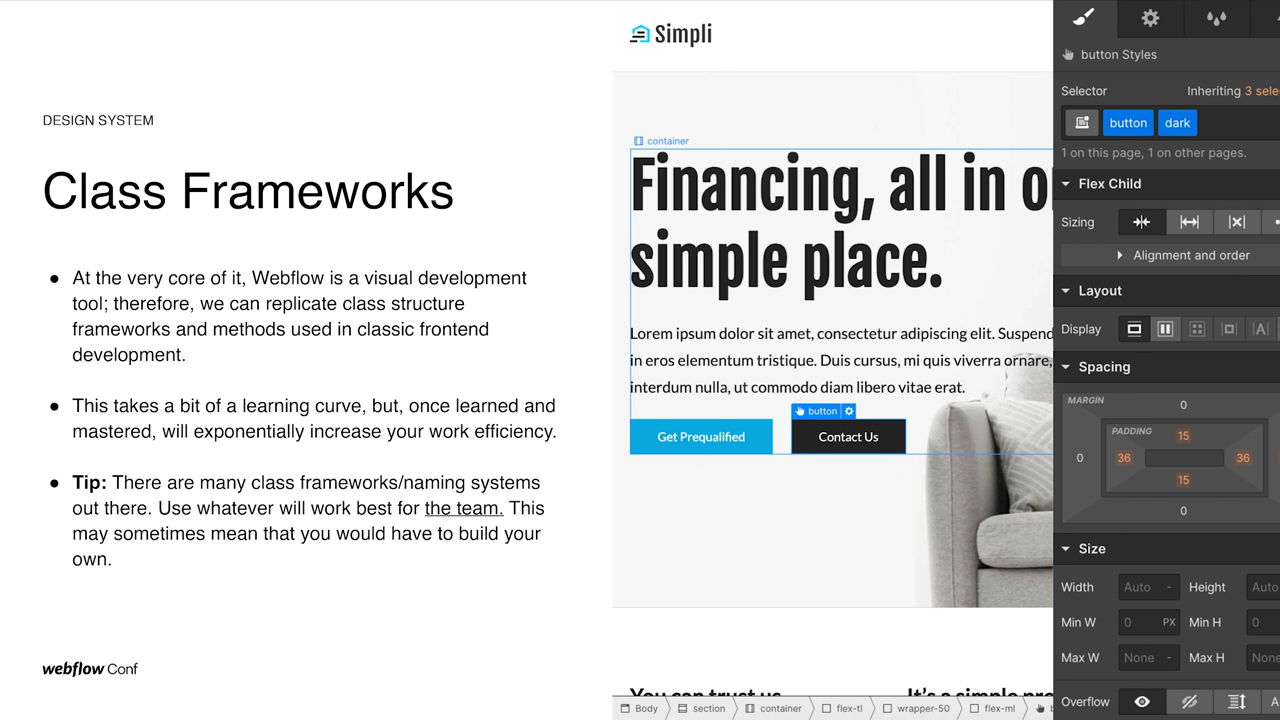 DESIGN SYSTEM
Class Frameworks
● At the very core of it, Webflow is a visual development
tool; therefore, we can replicate class structure
frameworks and methods used in classic frontend
development.
● This takes a bit of a learning curve, but, once learned and
mastered, will exponentially increase your work efficiency.
● Tip: There are many class frameworks/naming systems
out there. Use whatever will work best for the team. This
may sometimes mean that you would have to build your
own.
webflow Conf
Simpli
container
Financing, all in
simple place.
Lorem ipsum dolor sit amet, consectetur adipiscing elit. Suspend
in eros elementum tristique. Duis cursus, mi quis viverra ornare,
interdum nulla, ut commodo diam libero vitae erat.
button
Get Prequalified
Contact Us
You can trust us
It's a simple pro
Body
section
container
flex-tl
wrapper-50
flex-ml
b
button Styles
Selector
Inheriting 3 sele
button
dark
1 on this page, 1 on other pages.
Flex Child
Sizing
Alignment and order
Layout
Display
A
Spacing
MARGIN
0
PADDING
15
0
36
36
15
0
Size
Width Auto -
Height Auto
Min W 0 PX
Min H 0
Max W None -
Max H None
Overflow
A